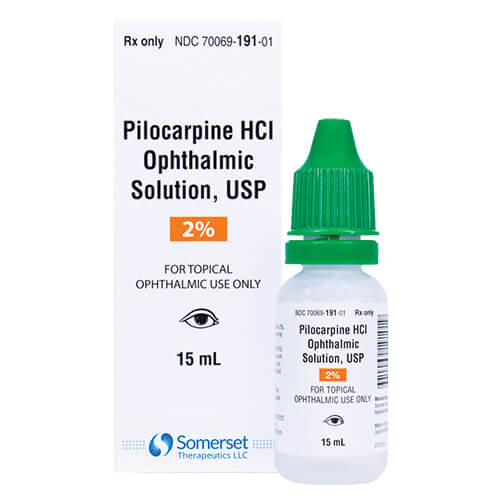 Rx only NDC 70069-191-01
Pilocarpine HCl
Ophthalmic
Solution, USP
2%
FOR TOPICAL
OPHTHALMIC USE ONLY
15 mL
Somerset
Therapeutics LLC
NDC 70069-191-01 Rx only
Pilocarpine HCl
Ophthalmic
Solution, USP
2%
FOR TOPICAL
OPHTHALMIC USE ONLY
15 mL